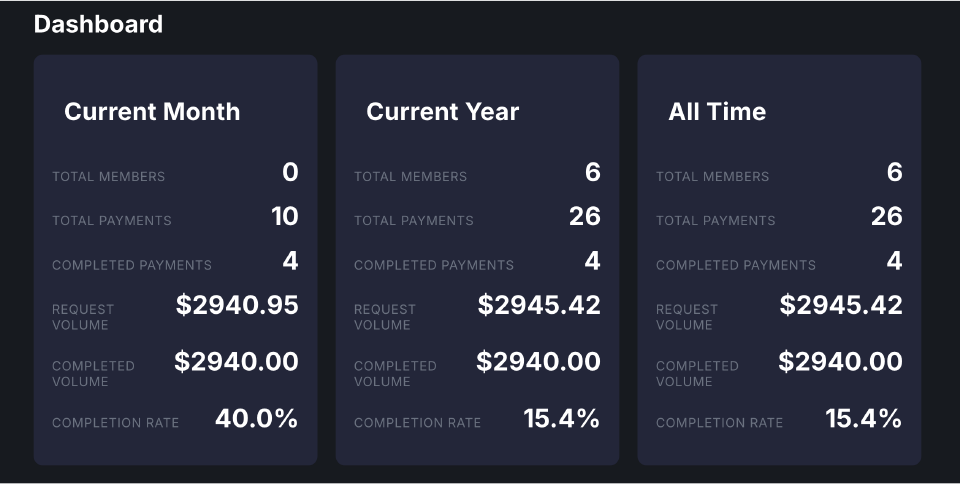 Dashboard
Current Month
TOTAL MEMBERS 0
TOTAL PAYMENTS 10
COMPLETED PAYMENTS 4
REQUEST VOLUME $2940.95
COMPLETED VOLUME $2940.00
COMPLETION RATE 40.0%
Current Year
TOTAL MEMBERS 6
TOTAL PAYMENTS 26
COMPLETED PAYMENTS 4
REQUEST VOLUME $2945.42
COMPLETED VOLUME $2940.00
COMPLETION RATE 15.4%
All Time
TOTAL MEMBERS 6
TOTAL PAYMENTS 26
COMPLETED PAYMENTS 4
REQUEST VOLUME $2945.42
COMPLETED VOLUME $2940.00
COMPLETION RATE 15.4%